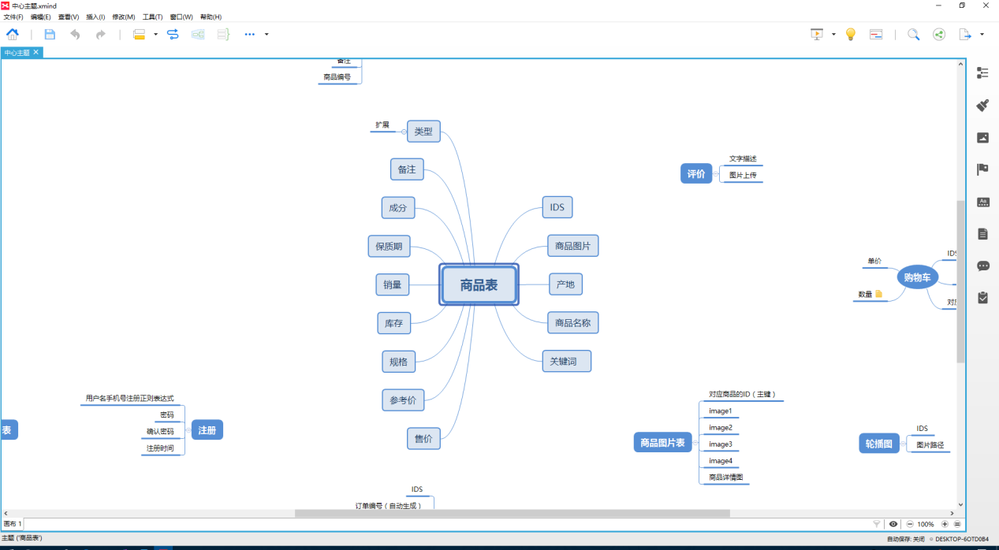 中心主题.xmind
文件(F) 编辑(E) 查看(V) 插入(I) 修改(M) 工具(T) 窗口(W) 帮助(H)
中心主题
备注
商品编号
扩展
类型
备注
成分
保质期
销量
库存
规格
参考价
售价
商品表
IDS
商品图片
产地
商品名称
关键词
评价
文字描述
图片上传
单价
数量
购物车
IDS
对应
用户名手机号注册正则表达式
密码
确认密码
注册时间
注册
表
商品图片表
对应商品的ID（主键）
image1
image2
image3
image4
商品详情图
轮播图
IDS
图片路径
IDS
订单编号（自动生成）
画布 1
100%
主题 ('商品表')
自动保存: 关闭
DESKTOP-6OTD0B4